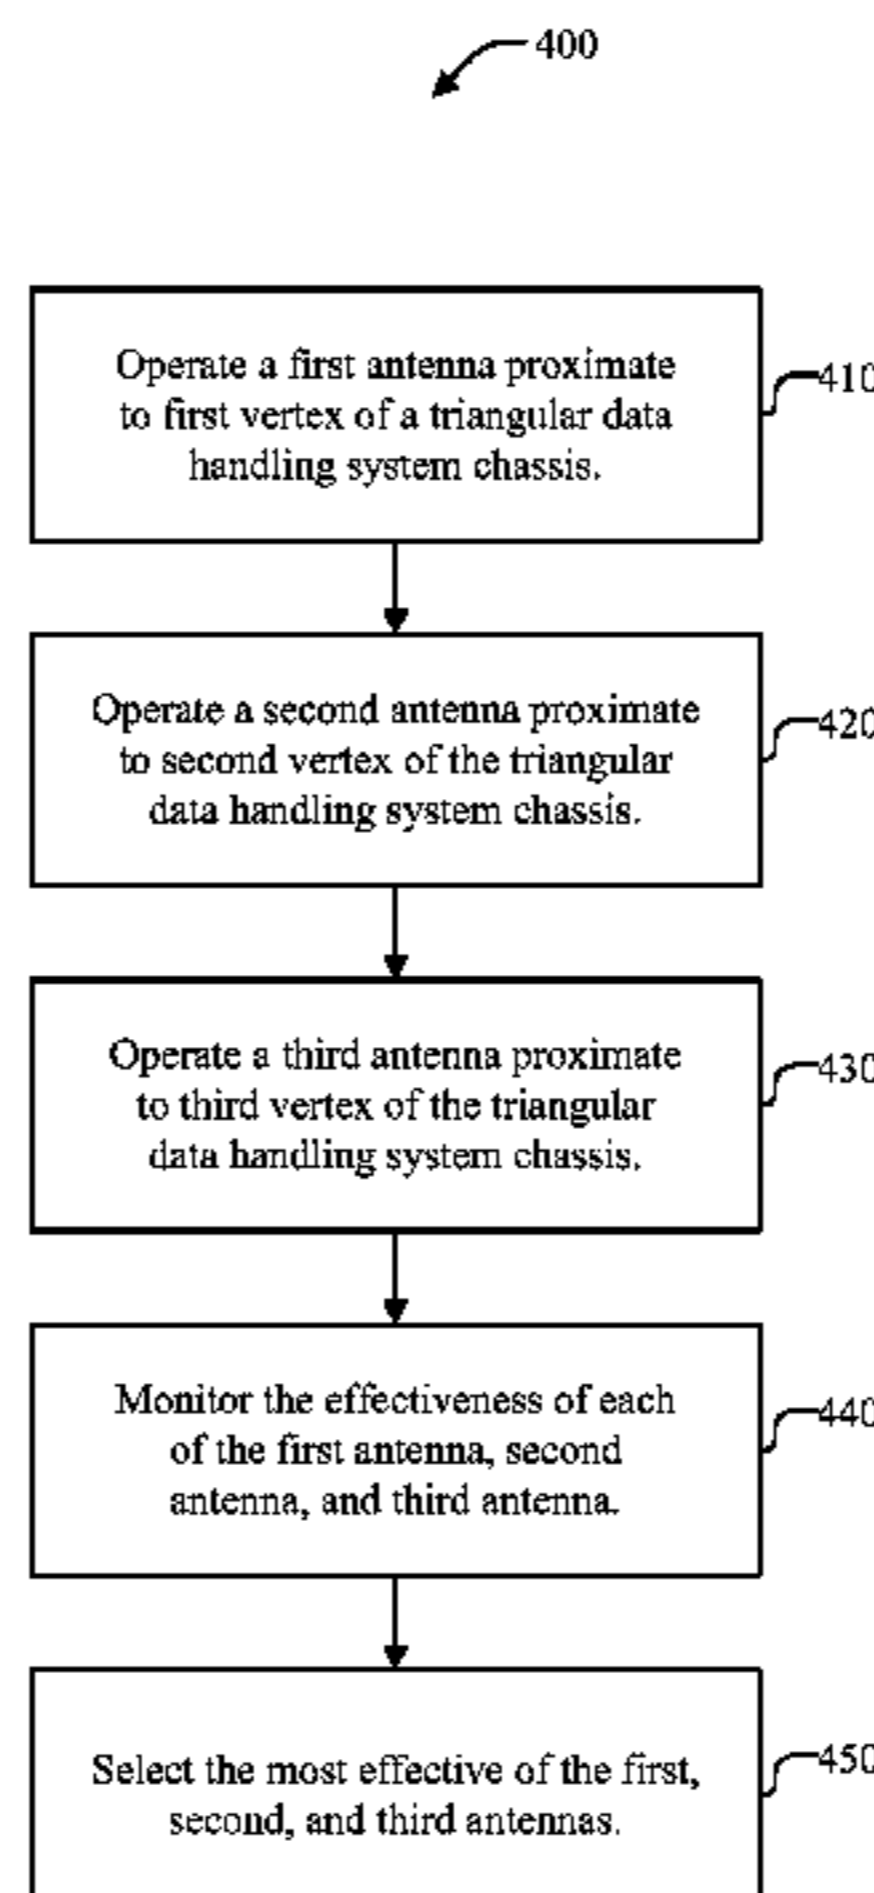 400
Operate a first antenna proximate
to first vertex of a triangular data
handling system chassis.
410
Operate a second antenna proximate
to second vertex of the triangular
data handling system chassis.
420
Operate a third antenna proximate
to third vertex of the triangular
data handling system chassis.
430
Monitor the effectiveness of each
of the first antenna, second
antenna, and third antenna.
440
Select the most effective of the first,
second, and third antennas.
450